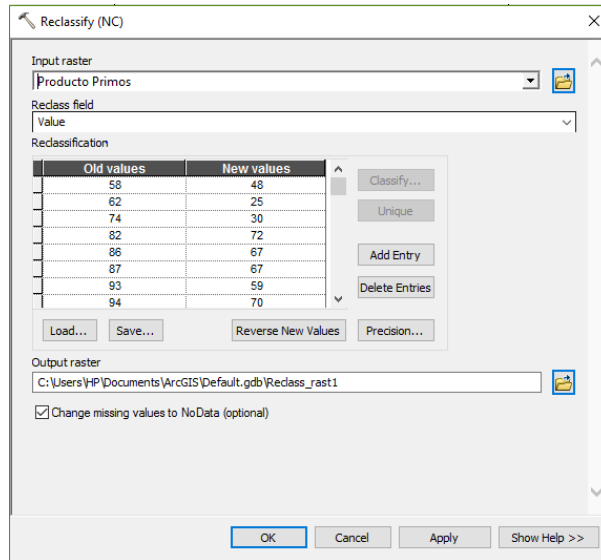 Reclassify (NC)
Input raster
Producto Primos
Reclass field
Value
Reclassification
Old values New values
58 48
62 25
74 30
82 72
86 67
87 67
93 59
94 70
Classify...
Unique
Add Entry
Delete Entries
Load... Save... Reverse New Values Precision...
Output raster
C:\Users\HP\Documents\ArcGIS\Default.gdb\Reclass_rast1
Change missing values to NoData (optional)
OK Cancel Apply Show Help >>